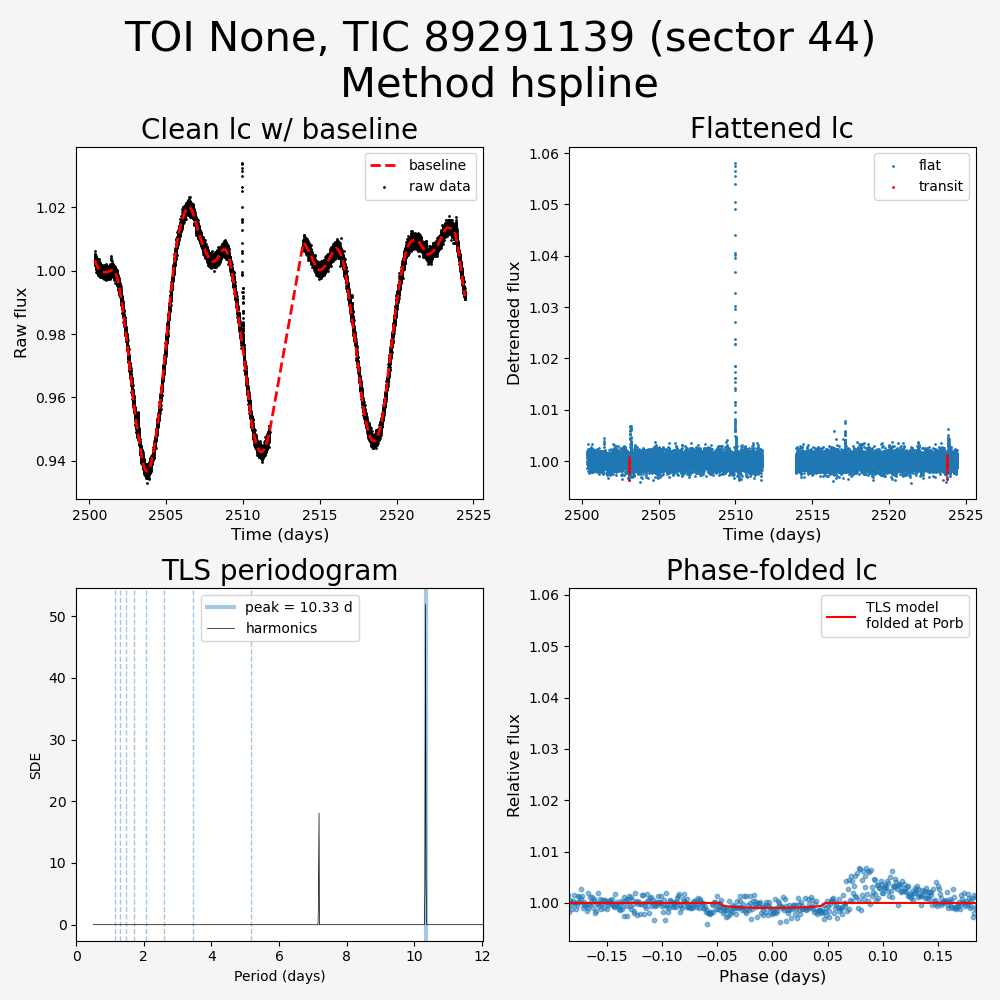 TOI None, TIC 89291139 (sector 44)
Method hspline
Clean lc w/ baseline
baseline
raw data
1.02
1.00
0.98
0.96
0.94
Raw flux
2500
2505
2510
2515
2520
2525
Time (days)
Flattened lc
flat
transit
1.06
1.05
1.04
1.03
1.02
1.01
1.00
Detrended flux
2500
2505
2510
2515
2520
2525
Time (days)
TLS periodogram
peak = 10.33 d
harmonics
50
40
30
20
10
0
SDE
0
2
4
6
8
10
12
Period (days)
Phase-folded lc
TLS model
folded at Porb
1.06
1.05
1.04
1.03
1.02
1.01
1.00
Relative flux
−0.15
−0.10
−0.05
0.00
0.05
0.10
0.15
Phase (days)